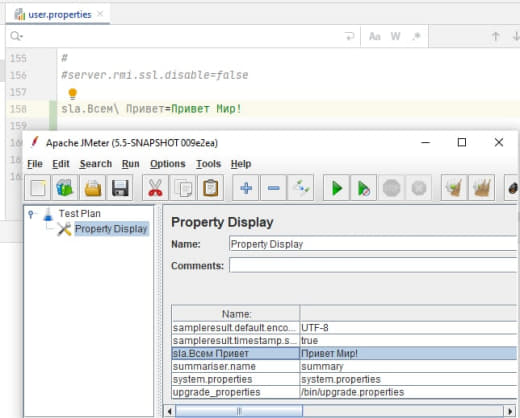 user.properties
Aa W .*
155 #
156 #server.rmi.ssl.disable=false
157
158 sla.Всем\ Привет=Привет Мир!
159
Apache JMeter (5.5-SNAPSHOT 009e2ea)
File Edit Search Run Options Tools Help
Test Plan
Property Display
Property Display
Name: Property Display
Comments:
Name:
sampleresult.default.enco... UTF-8
sampleresult.timestamp.s... true
sla.Всем Привет Привет Мир!
summariser.name summary
system.properties system.properties
upgrade_properties /bin/upgrade.properties